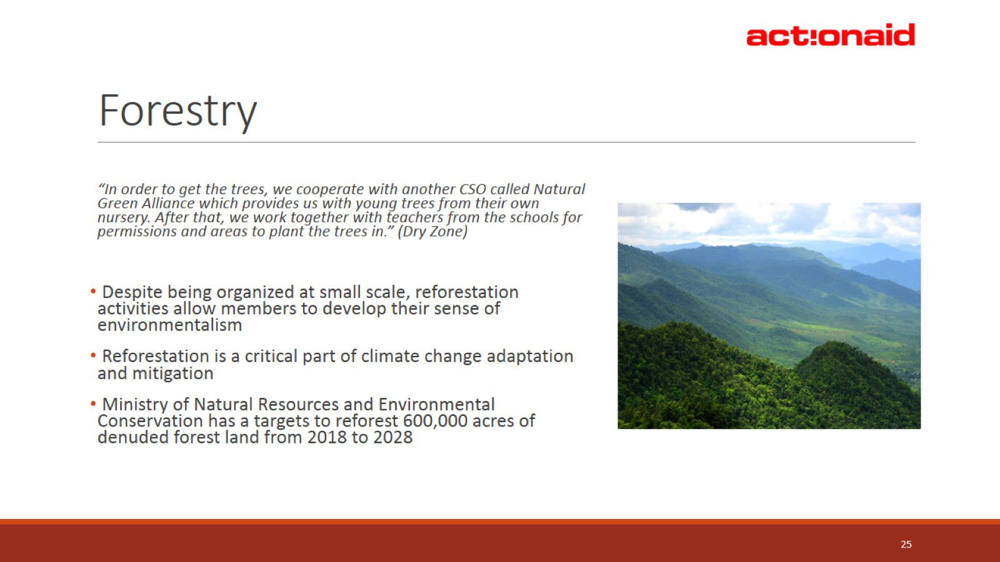 act!onaid
Forestry
“In order to get the trees, we cooperate with another CSO called Natural
Green Alliance which provides us with young trees from their own
nursery. After that, we work together with teachers from the schools for
permissions and areas to plant the trees in.” (Dry Zone)
• Despite being organized at small scale, reforestation
activities allow members to develop their sense of
environmentalism
• Reforestation is a critical part of climate change adaptation
and mitigation
• Ministry of Natural Resources and Environmental
Conservation has a targets to reforest 600,000 acres of
denuded forest land from 2018 to 2028
25